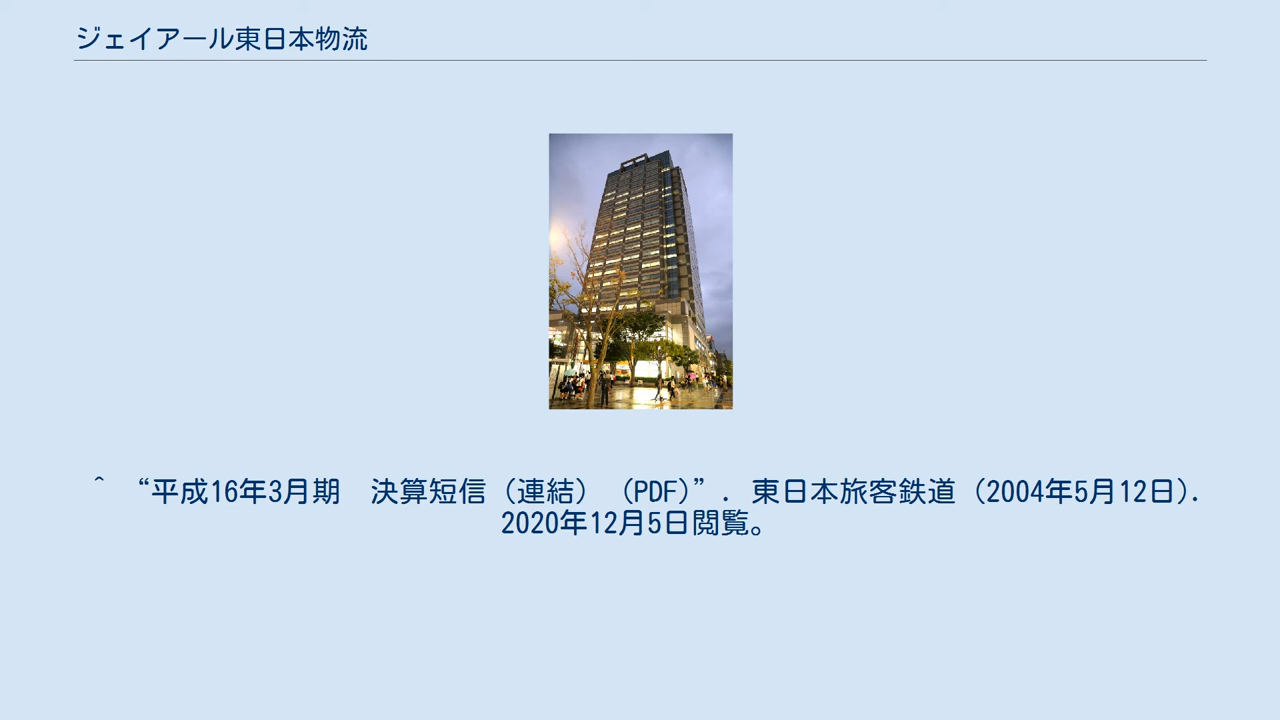 ジェイアール東日本物流
^ “平成16年3月期　決算短信（連結）（PDF）”. 東日本旅客鉄道 (2004年5月12日).
2020年12月5日閲覧。